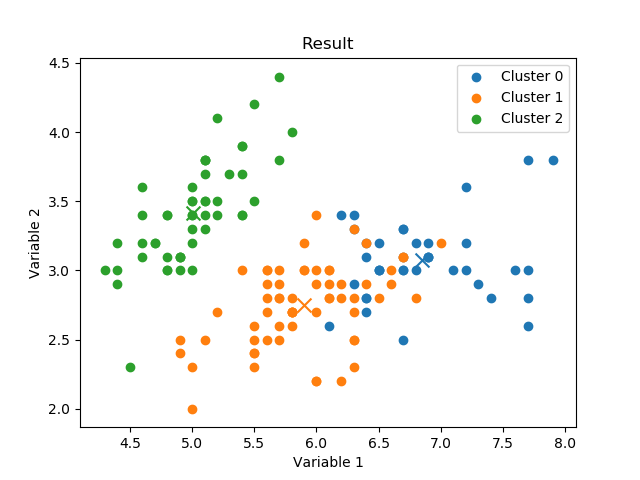 Result
Cluster 0
Cluster 1
Cluster 2
Variable 2
4.5
4.0
3.5
3.0
2.5
2.0
4.5 5.0 5.5 6.0 6.5 7.0 7.5 8.0
Variable 1